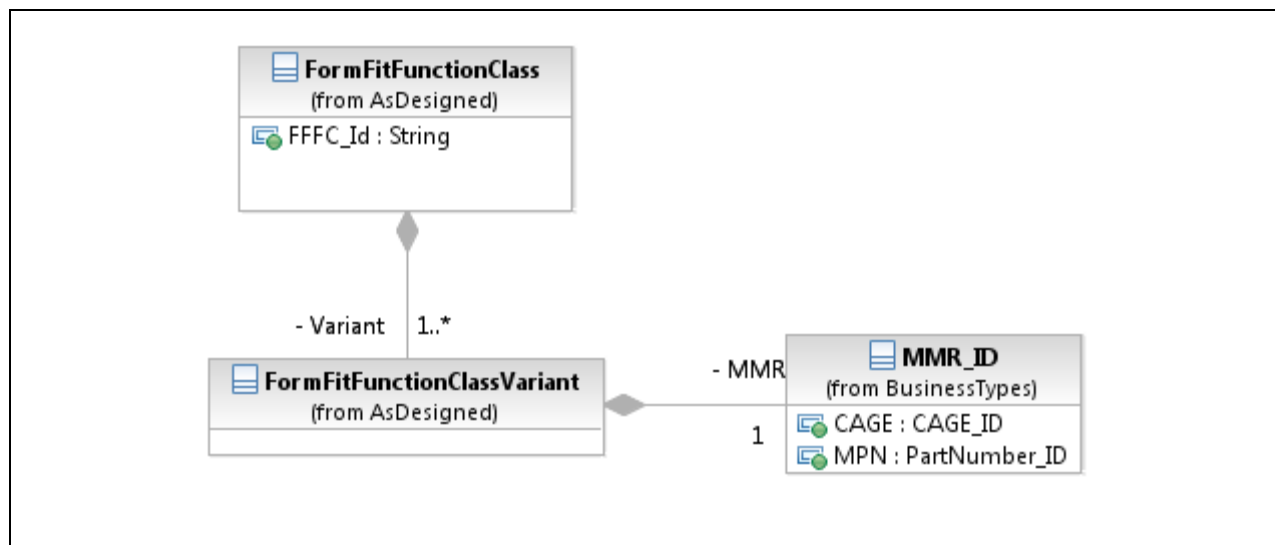 FormFitFunctionClass
(from AsDesigned)
FFFC_Id : String
- Variant 1..*
FormFitFunctionClassVariant
(from AsDesigned)
- MMR
1
MMR_ID
(from BusinessTypes)
CAGE : CAGE_ID
MPN : PartNumber_ID